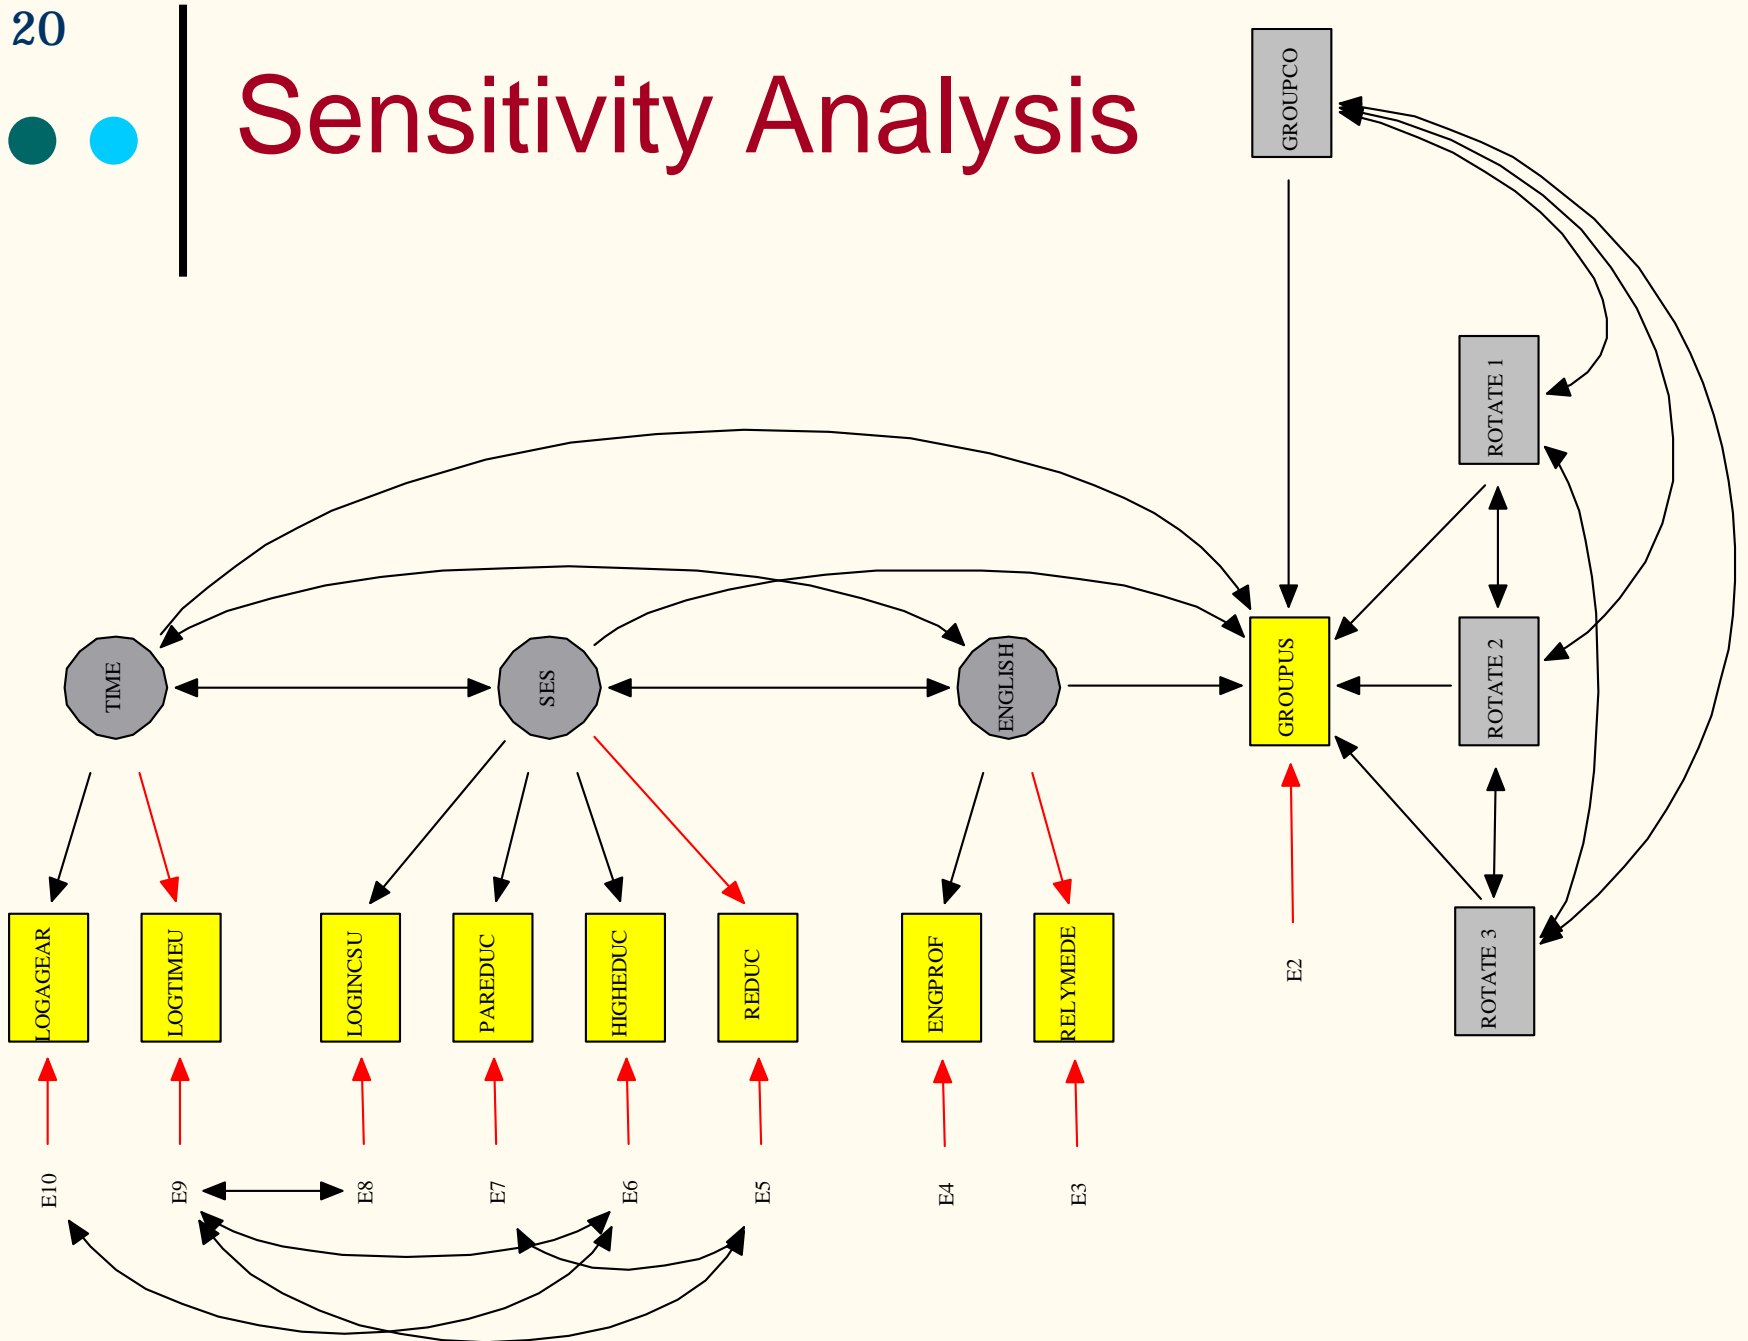 20
Sensitivity Analysis
GROUPCO
ROTATE 1
TIME
SES
ENGLISH
GROUPUS
ROTATE 2
LOGAGEAR
LOGTIMEU
LOGINCSU
PAREDUC
HIGHEDUC
REDUC
ENGPROF
RELYMEDE
E2
ROTATE 3
E10
E9
E8
E7
E6
E5
E4
E3